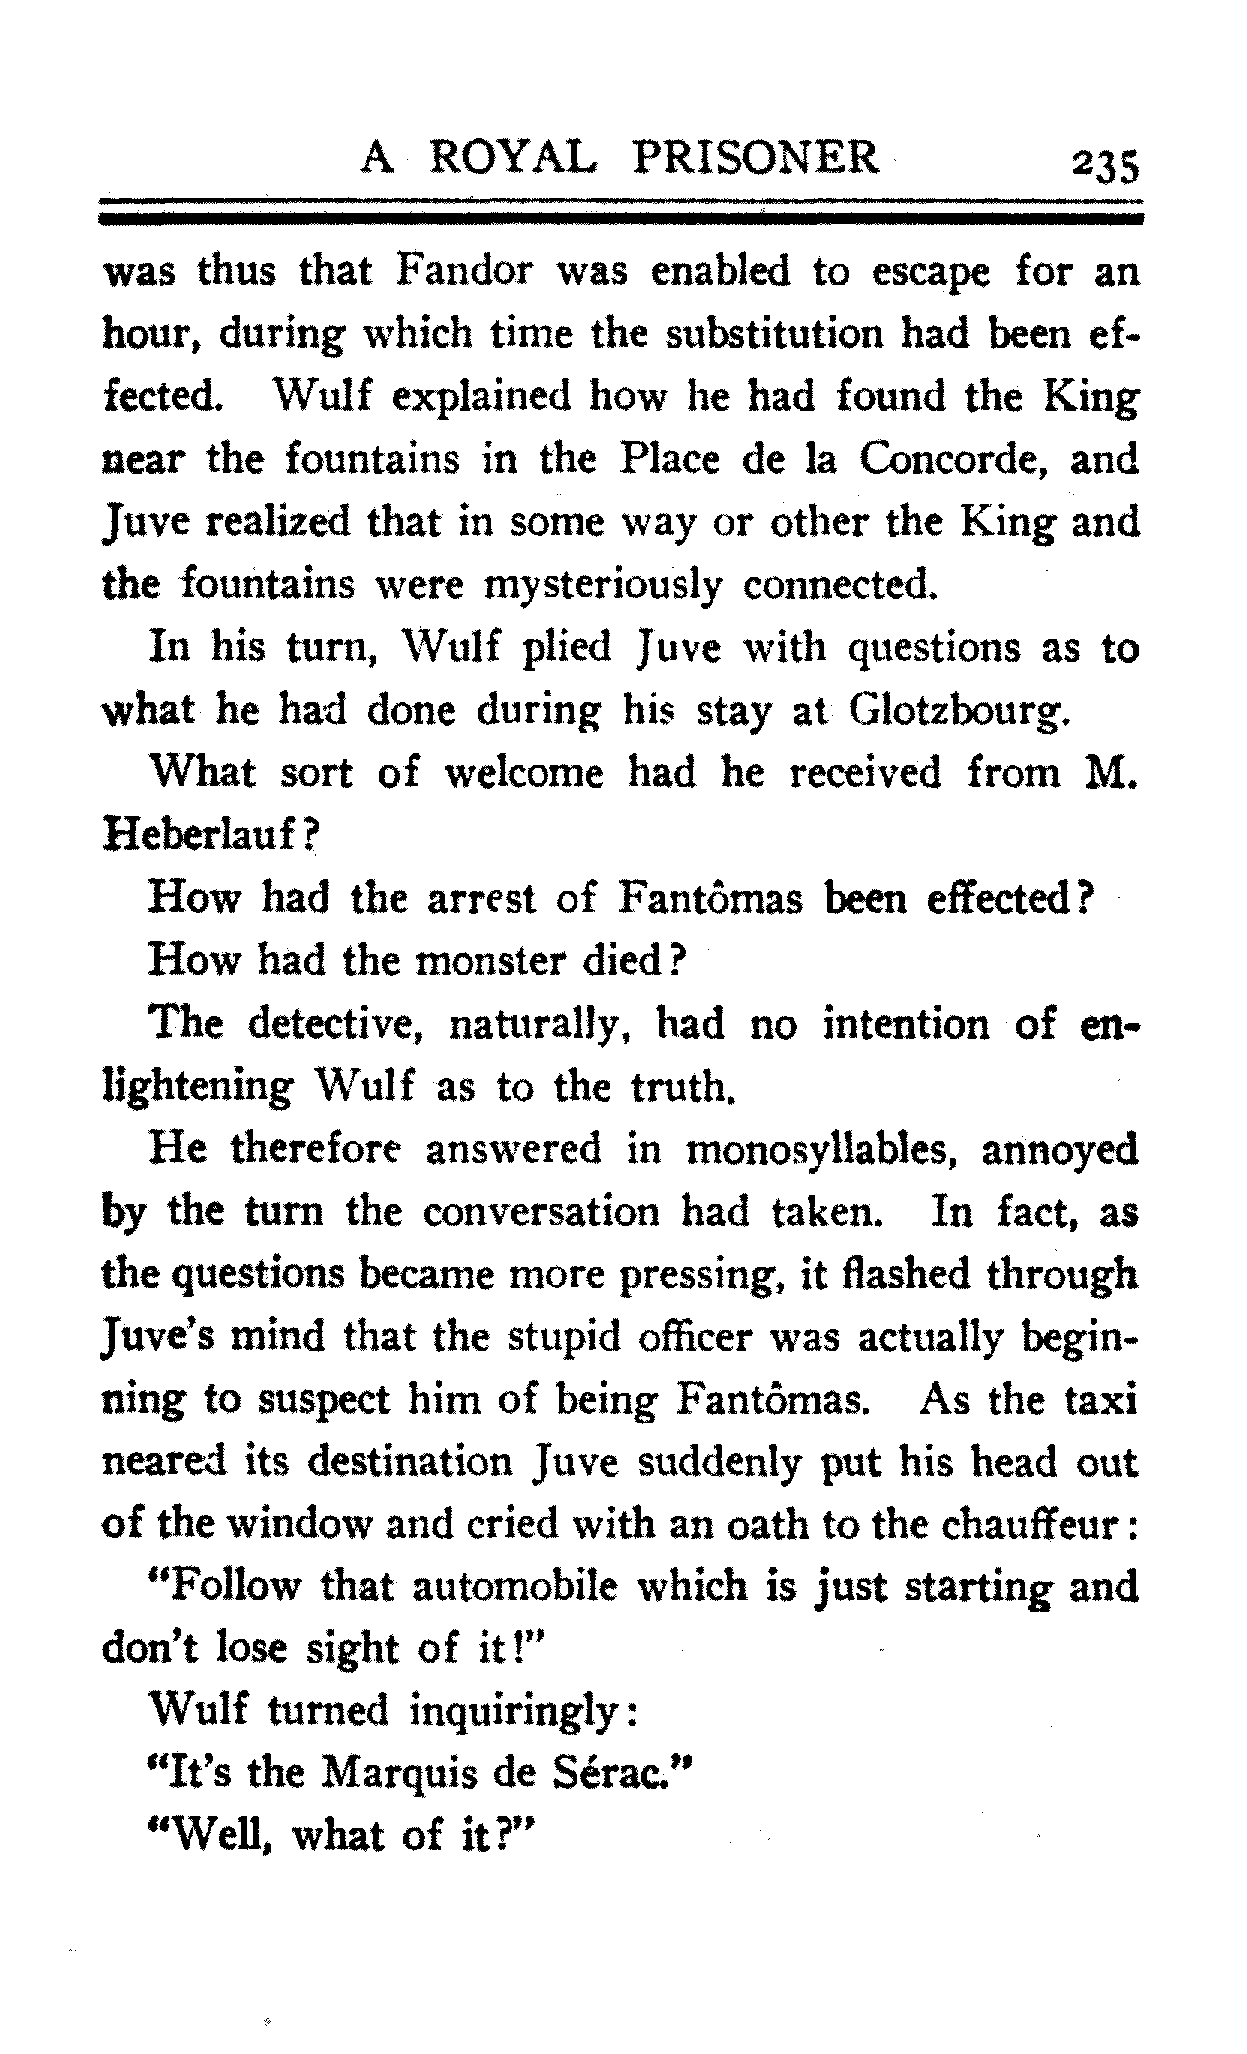 A ROYAL PRISONER 235
was thus that Fandor was enabled to escape for an
hour, during which time the substitution had been ef-
fected. Wulf explained how he had found the King
near the fountains in the Place de la Concorde, and
Juve realized that in some way or other the King and
the fountains were mysteriously connected.
In his turn, Wulf plied Juve with questions as to
what he had done during his stay at Glotzbourg.
What sort of welcome had he received from M.
Heberlauf?
How had the arrest of Fantômas been effected?
How had the monster died?
The detective, naturally, had no intention of en-
lightening Wulf as to the truth.
He therefore answered in monosyllables, annoyed
by the turn the conversation had taken. In fact, as
the questions became more pressing, it flashed through
Juve's mind that the stupid officer was actually begin-
ning to suspect him of being Fantômas. As the taxi
neared its destination Juve suddenly put his head out
of the window and cried with an oath to the chauffeur:
"Follow that automobile which is just starting and
don't lose sight of it!"
Wulf turned inquiringly:
"It's the Marquis de Sérac."
"Well, what of it?"